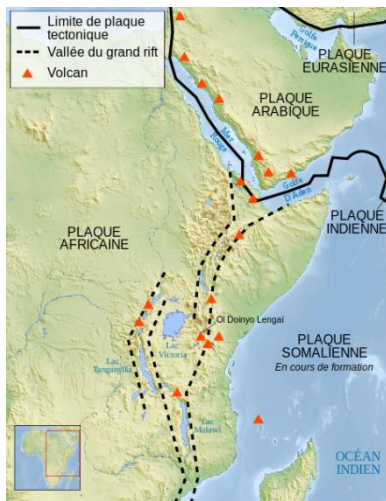 Limite de plaque
tectonique
Vallée du grand rift
Volcan
Golfe
Persique
PLAQUE
EURASIENNE
PLAQUE
ARABIQUE
Mer
Rouge
Golfe
D'Aden
PLAQUE
INDIENNE
PLAQUE
AFRICAINE
Ol Doinyo Lengaï
Lac
Victoria
PLAQUE
SOMALIENNE
En cours de formation
Lac
Tanganyika
Lac
Malawi
OCÉAN
INDIEN